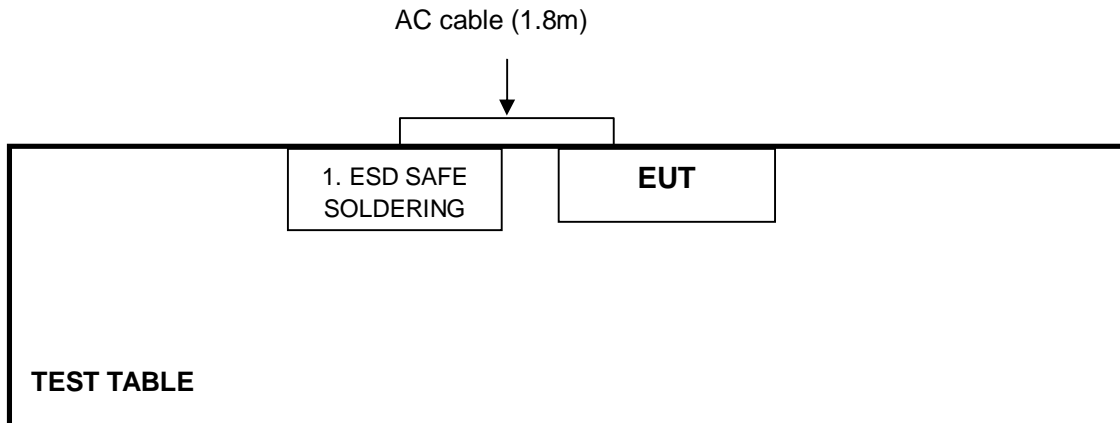 AC cable (1.8m)
1. ESD SAFE
SOLDERING
EUT
TEST TABLE